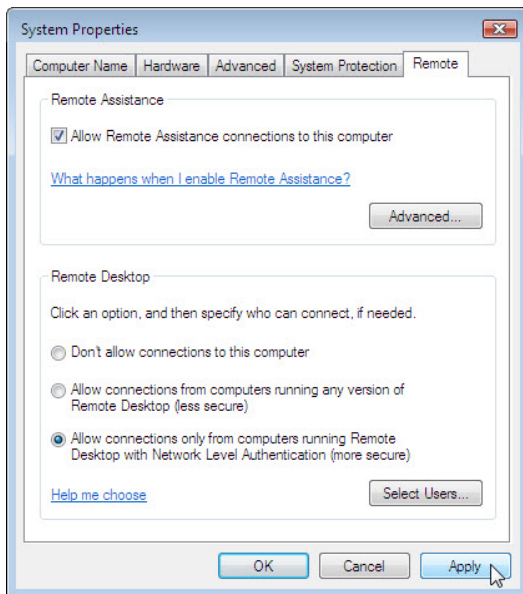 System Properties
Computer Name Hardware Advanced System Protection Remote
Remote Assistance
Allow Remote Assistance connections to this computer
What happens when I enable Remote Assistance?
Advanced...
Remote Desktop
Click an option, and then specify who can connect, if needed.
Don't allow connections to this computer
Allow connections from computers running any version of
Remote Desktop (less secure)
Allow connections only from computers running Remote
Desktop with Network Level Authentication (more secure)
Help me choose Select Users...
OK Cancel Apply